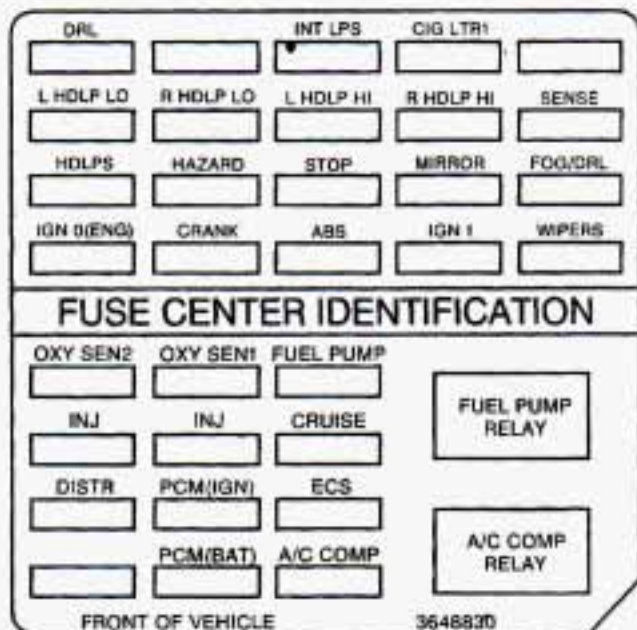 DRL INT LPS CIG LTR1
L HDLP LO R HDLP LO L HDLP HI R HDLP HI SENSE
HDLPS HAZARD STOP MIRROR FOG/DRL
IGN 0(ENG) CRANK ABS IGN 1 WIPERS
FUSE CENTER IDENTIFICATION
OXY SEN2 OXY SEN1 FUEL PUMP
FUEL PUMP
RELAY
INJ INJ CRUISE
DISTR PCM(IGN) ECS
A/C COMP
RELAY
PCM(BAT) A/C COMP
FRONT OF VEHICLE 3648830